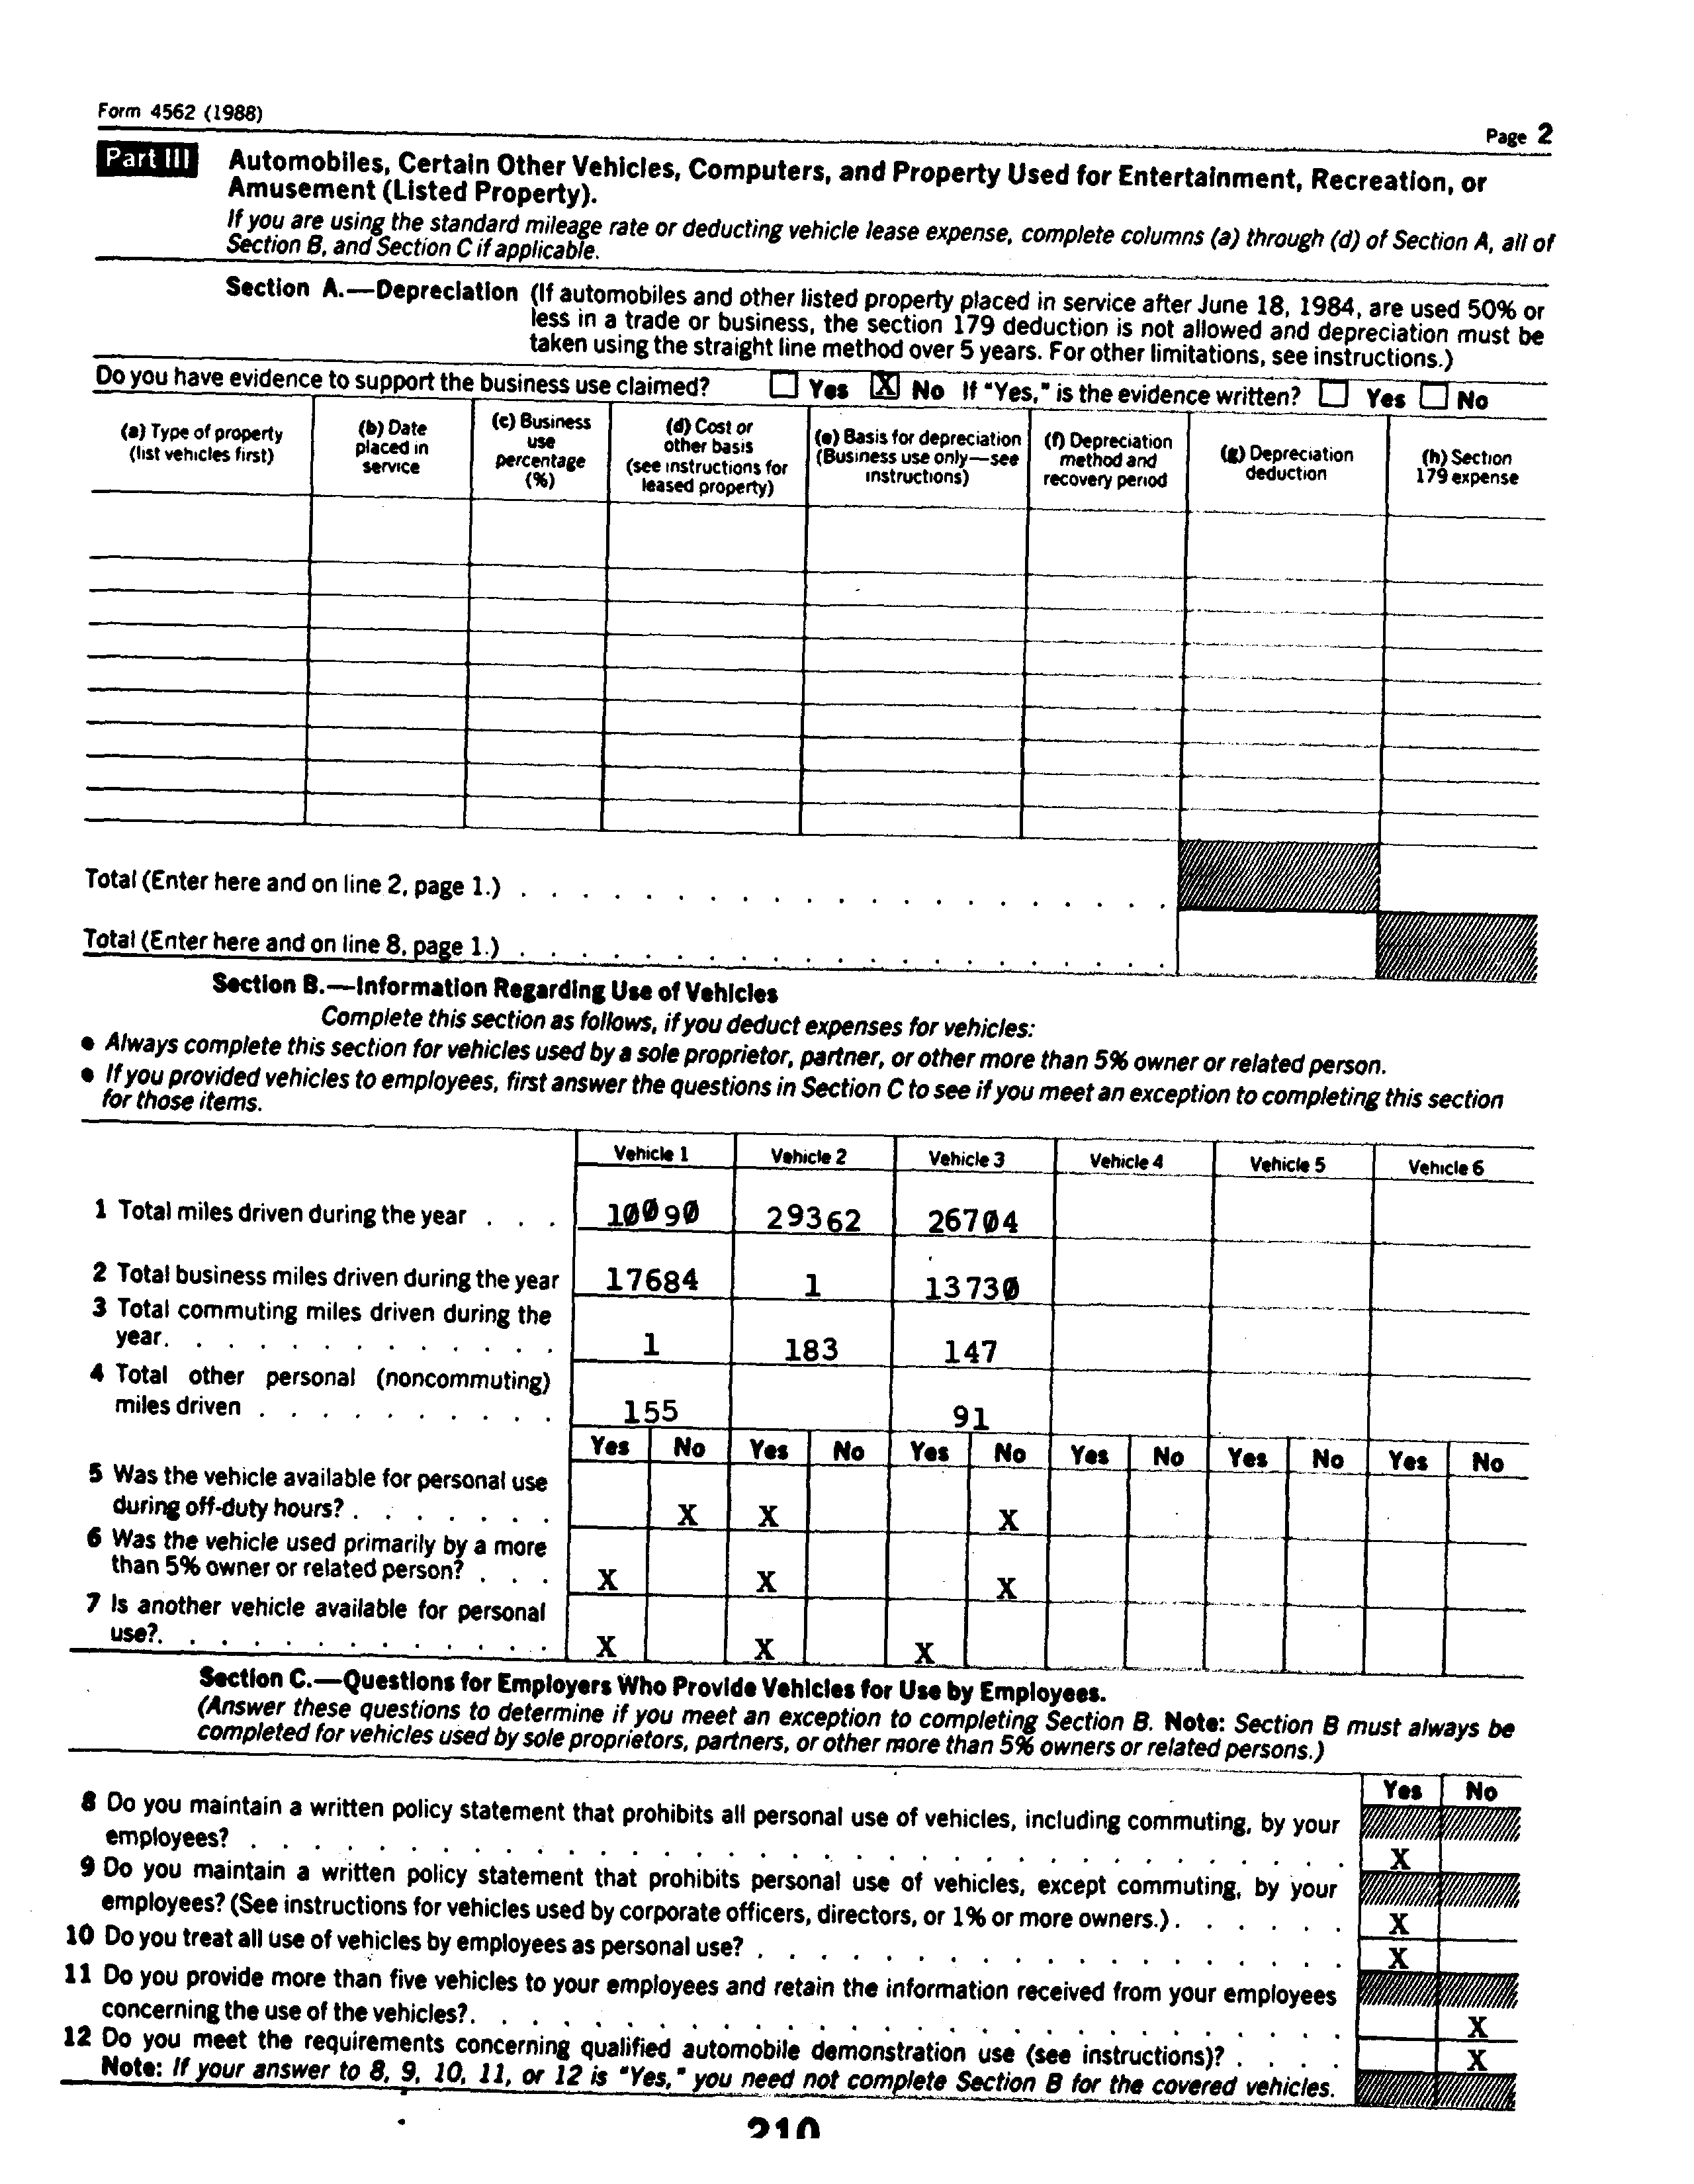 Form 4562 (1988)
Page 2
Part III Automobiles, Certain Other Vehicles, Computers, and Property Used for Entertainment, Recreation, or
Amusement (Listed Property).
If you are using the standard mileage rate or deducting vehicle lease expense, complete columns (a) through (d) of Section A, all of
Section B, and Section C if applicable.
Section A.—Depreciation (If automobiles and other listed property placed in service after June 18, 1984, are used 50% or
less in a trade or business, the section 179 deduction is not allowed and depreciation must be
taken using the straight line method over 5 years. For other limitations, see instructions.)
Do you have evidence to support the business use claimed? Yes X No If "Yes," is the evidence written? Yes No
(a) Type of property
(list vehicles first)
(b) Date
placed in
service
(c) Business
use
percentage
(%)
(d) Cost or
other basis
(see instructions for
leased property)
(e) Basis for depreciation
(Business use only—see
instructions)
(f) Depreciation
method and
recovery period
(g) Depreciation
deduction
(h) Section
179 expense
Total (Enter here and on line 2, page 1.) . . . . . . . . . . . . . . . . . . .
Total (Enter here and on line 8, page 1.) . . . . . . . . . . . . . . . . . . .
Section B.—Information Regarding Use of Vehicles
Complete this section as follows, if you deduct expenses for vehicles:
● Always complete this section for vehicles used by a sole proprietor, partner, or other more than 5% owner or related person.
● If you provided vehicles to employees, first answer the questions in Section C to see if you meet an exception to completing this section
for those items.
Vehicle 1 Vehicle 2 Vehicle 3 Vehicle 4 Vehicle 5 Vehicle 6
1 Total miles driven during the year . . . 10090 29362 26704
2 Total business miles driven during the year 17684 1 13730
3 Total commuting miles driven during the
year. . . . . . . . . . . . . 1 183 147
4 Total other personal (noncommuting)
miles driven . . . . . . . . . . 155 91
Yes No Yes No Yes No Yes No Yes No Yes No
5 Was the vehicle available for personal use
during off-duty hours? . . . . . . . X X X
6 Was the vehicle used primarily by a more
than 5% owner or related person? . . . X X X
7 Is another vehicle available for personal
use?. . . . . . . . . . . . . X X X
Section C.—Questions for Employers Who Provide Vehicles for Use by Employees.
(Answer these questions to determine if you meet an exception to completing Section B. Note: Section B must always be
completed for vehicles used by sole proprietors, partners, or other more than 5% owners or related persons.)
Yes No
8 Do you maintain a written policy statement that prohibits all personal use of vehicles, including commuting, by your
employees? . . . . . . . . . . . . . . . . . . . . . . . . . . . . . . . . . X
9 Do you maintain a written policy statement that prohibits personal use of vehicles, except commuting, by your
employees? (See instructions for vehicles used by corporate officers, directors, or 1% or more owners.) . . . . . . X
10 Do you treat all use of vehicles by employees as personal use? . . . . . . . . . . . . . . . . . . X
11 Do you provide more than five vehicles to your employees and retain the information received from your employees
concerning the use of the vehicles?. . . . . . . . . . . . . . . . . . . . . . . . . . X
12 Do you meet the requirements concerning qualified automobile demonstration use (see instructions)? . . . . X
Note: If your answer to 8, 9, 10, 11, or 12 is "Yes," you need not complete Section B for the covered vehicles.
210